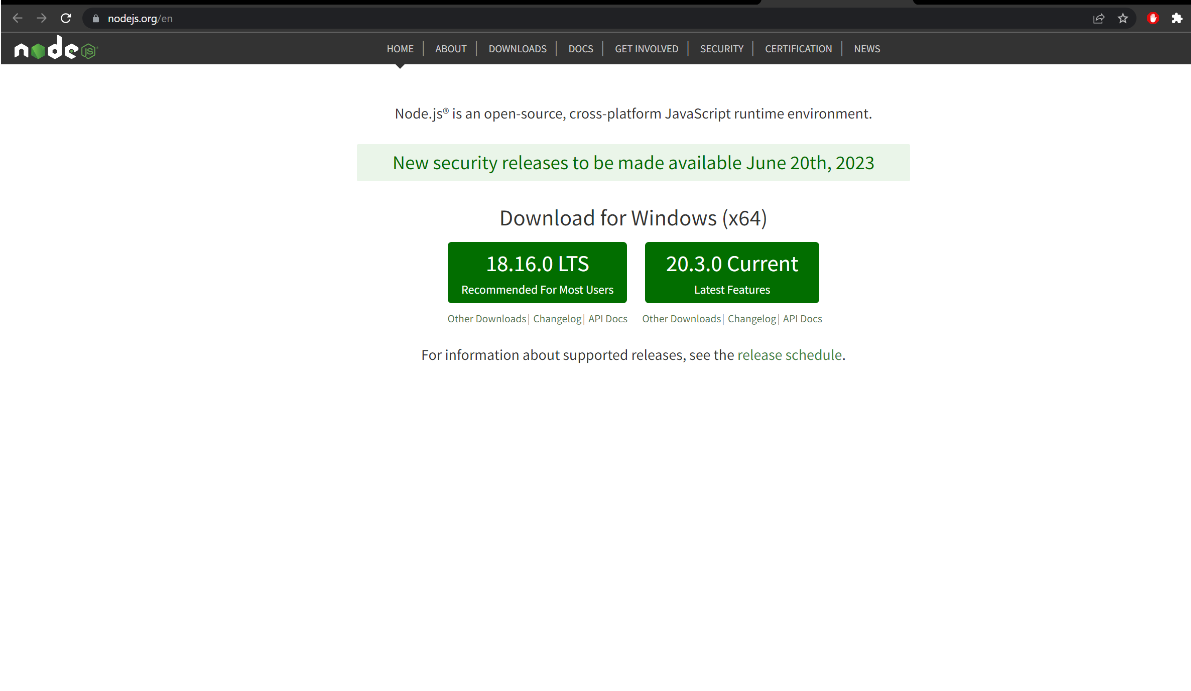 nodejs.org/en
node JS
HOME ABOUT DOWNLOADS DOCS GET INVOLVED SECURITY CERTIFICATION NEWS
Node.js® is an open-source, cross-platform JavaScript runtime environment.
New security releases to be made available June 20th, 2023
Download for Windows (x64)
18.16.0 LTS
Recommended For Most Users
20.3.0 Current
Latest Features
Other Downloads| Changelog| API Docs
Other Downloads| Changelog| API Docs
For information about supported releases, see the release schedule.